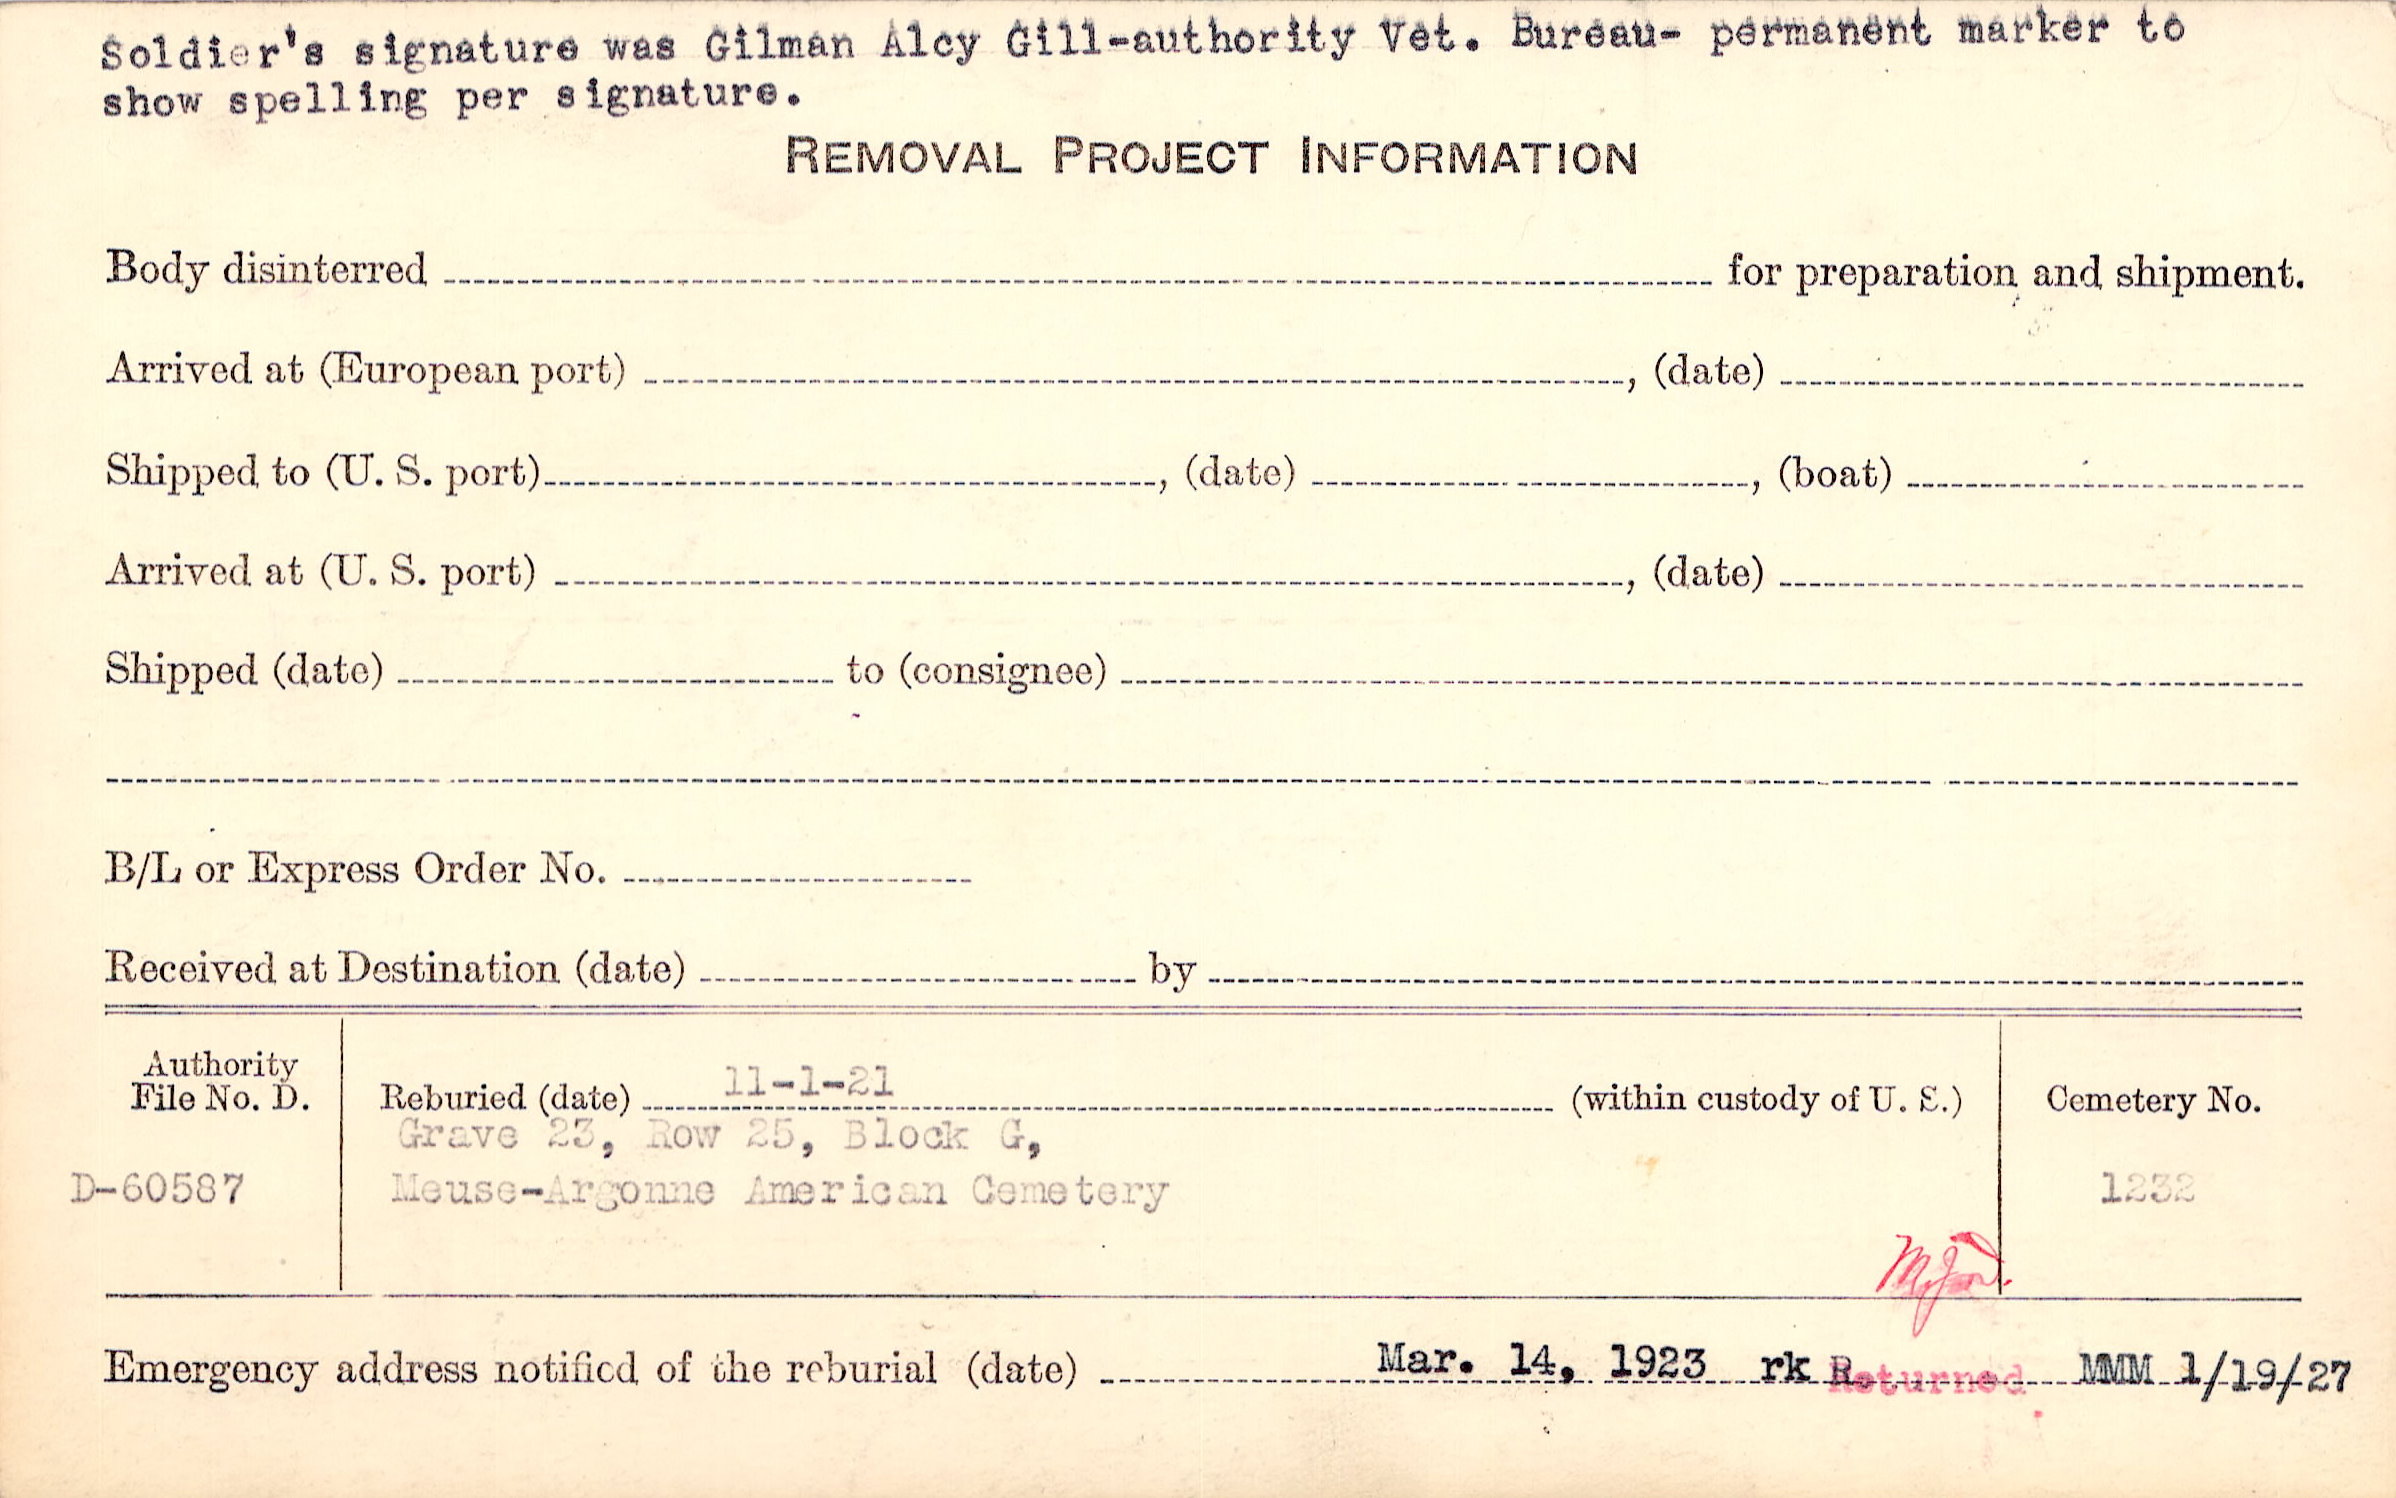 Soldier's signature was Gilman Alcy Gill-authority Vet. Bureau- permanent marker to
show spelling per signature.
REMOVAL PROJECT INFORMATION
Body disinterred for preparation and shipment.
Arrived at (European port) , (date)
Shipped to (U. S. port) , (date) , (boat)
Arrived at (U. S. port) , (date)
Shipped (date) to (consignee)
B/L or Express Order No.
Received at Destination (date) by
Authority
File No. D.
D-60587
Reburied (date) 11-1-21 (within custody of U. S.)
Grave 23, Row 25, Block G,
Meuse-Argonne American Cemetery
Cemetery No.
1232
Emergency address notified of the reburial (date) Mar. 14, 1923 rk Returned MMM 1/19/27